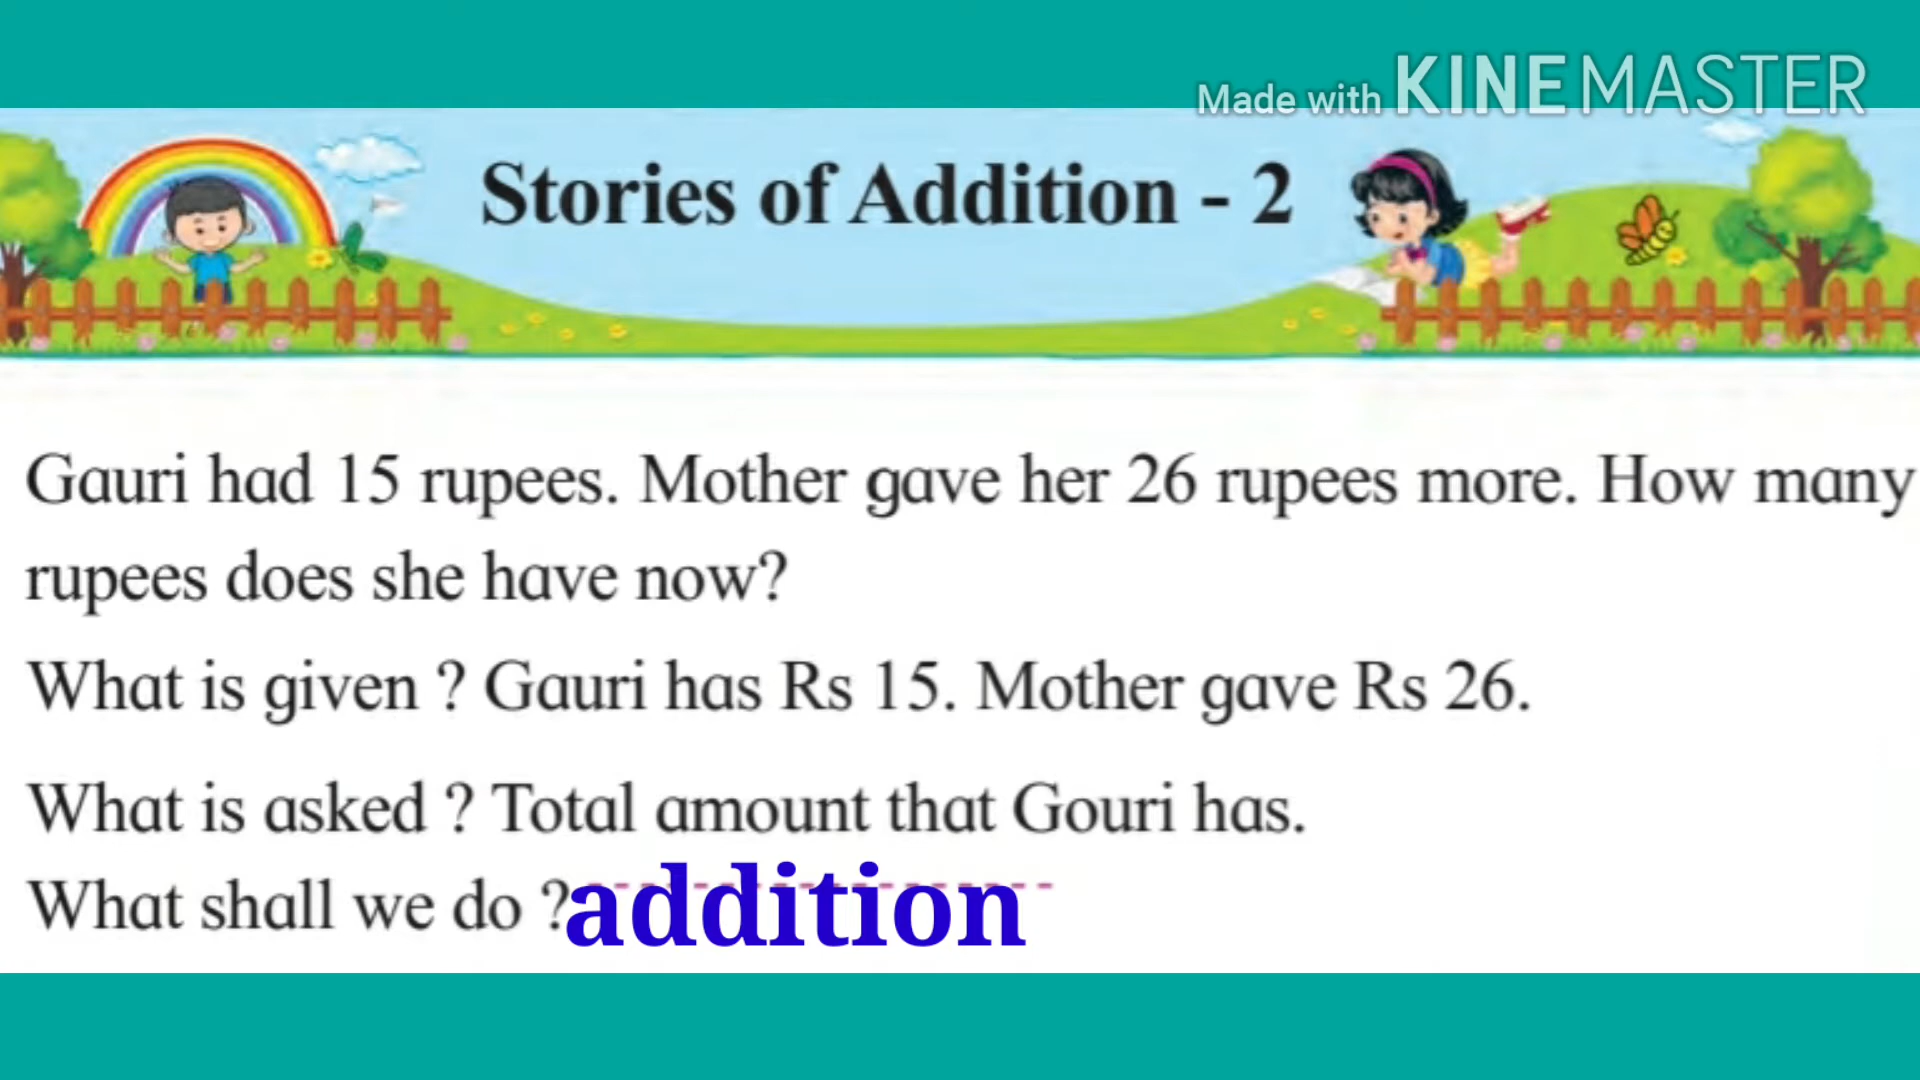 Made with KINEMASTER
Stories of Addition - 2
Gauri had 15 rupees. Mother gave her 26 rupees more. How many
rupees does she have now?
What is given ? Gauri has Rs 15. Mother gave Rs 26.
What is asked ? Total amount that Gouri has.
What shall we do ? addition